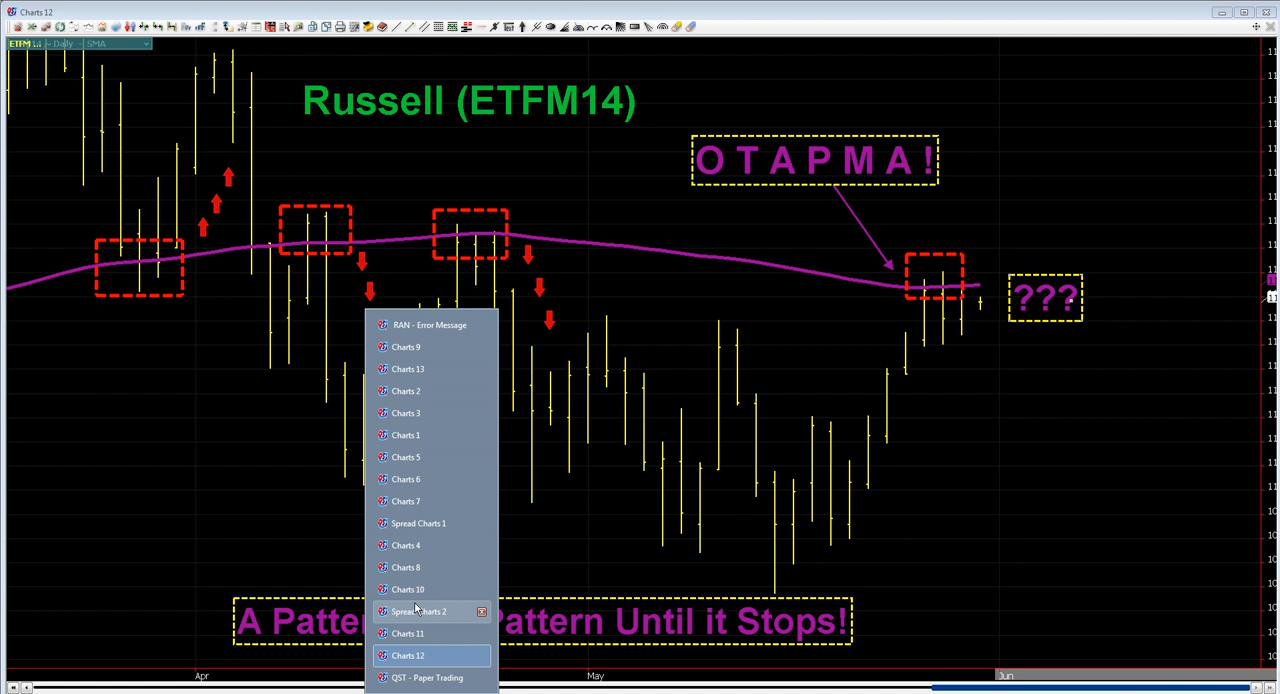 Charts 12
ETFM Daily SMA
Russell (ETFM14)
O T A P M A !
???
RAN - Error Message
Charts 9
Charts 13
Charts 2
Charts 3
Charts 1
Charts 5
Charts 6
Charts 7
Spread Charts 1
Charts 4
Charts 8
Charts 10
Spread Charts 2
Charts 11
Charts 12
QST - Paper Trading
A Patte Pattern Until it Stops!
Apr May Jun